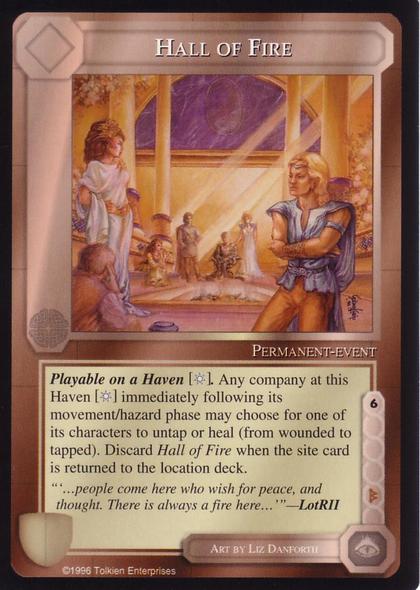 HALL OF FIRE
PERMANENT-EVENT
Playable on a Haven [☼]. Any company at this
Haven [☼] immediately following its
movement/hazard phase may choose for one of
its characters to untap or heal (from wounded to
tapped). Discard Hall of Fire when the site card
is returned to the location deck.
“‘...people come here who wish for peace, and
thought. There is always a fire here...’”—LotRII
6
ART BY LIZ DANFORTH
©1996 Tolkien Enterprises